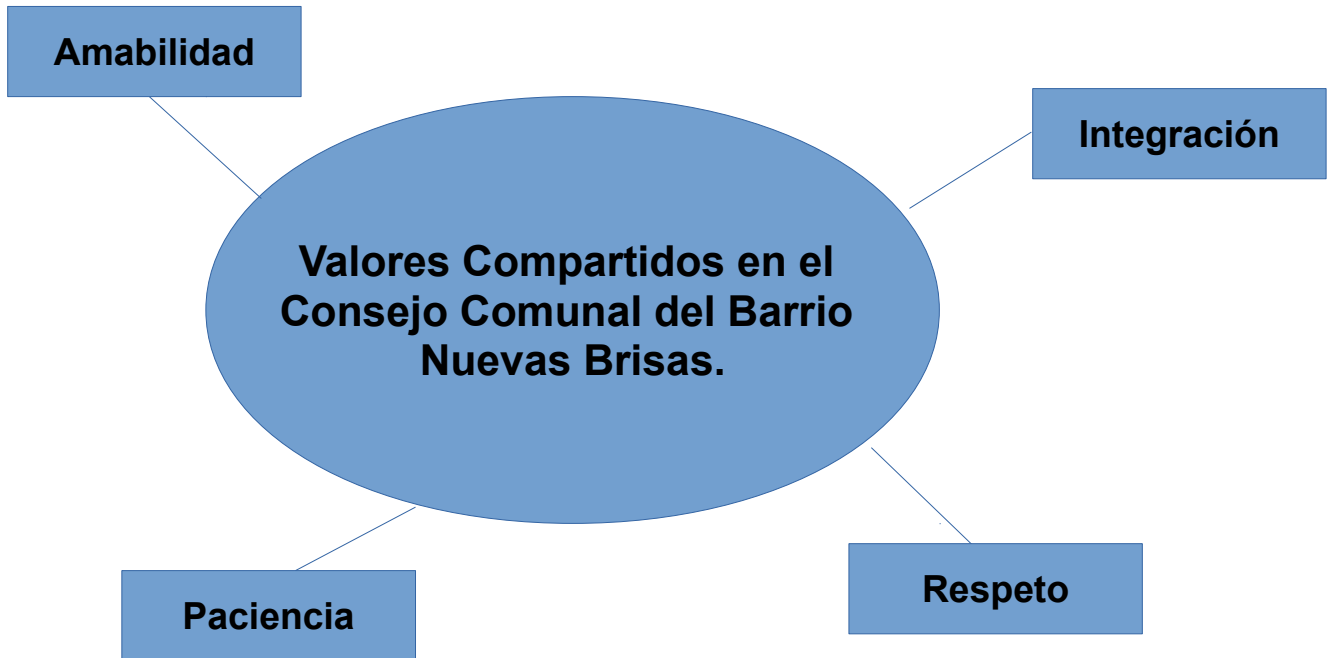 Amabilidad
Integración
Valores Compartidos en el
Consejo Comunal del Barrio
Nuevas Brisas.
Respeto
Paciencia